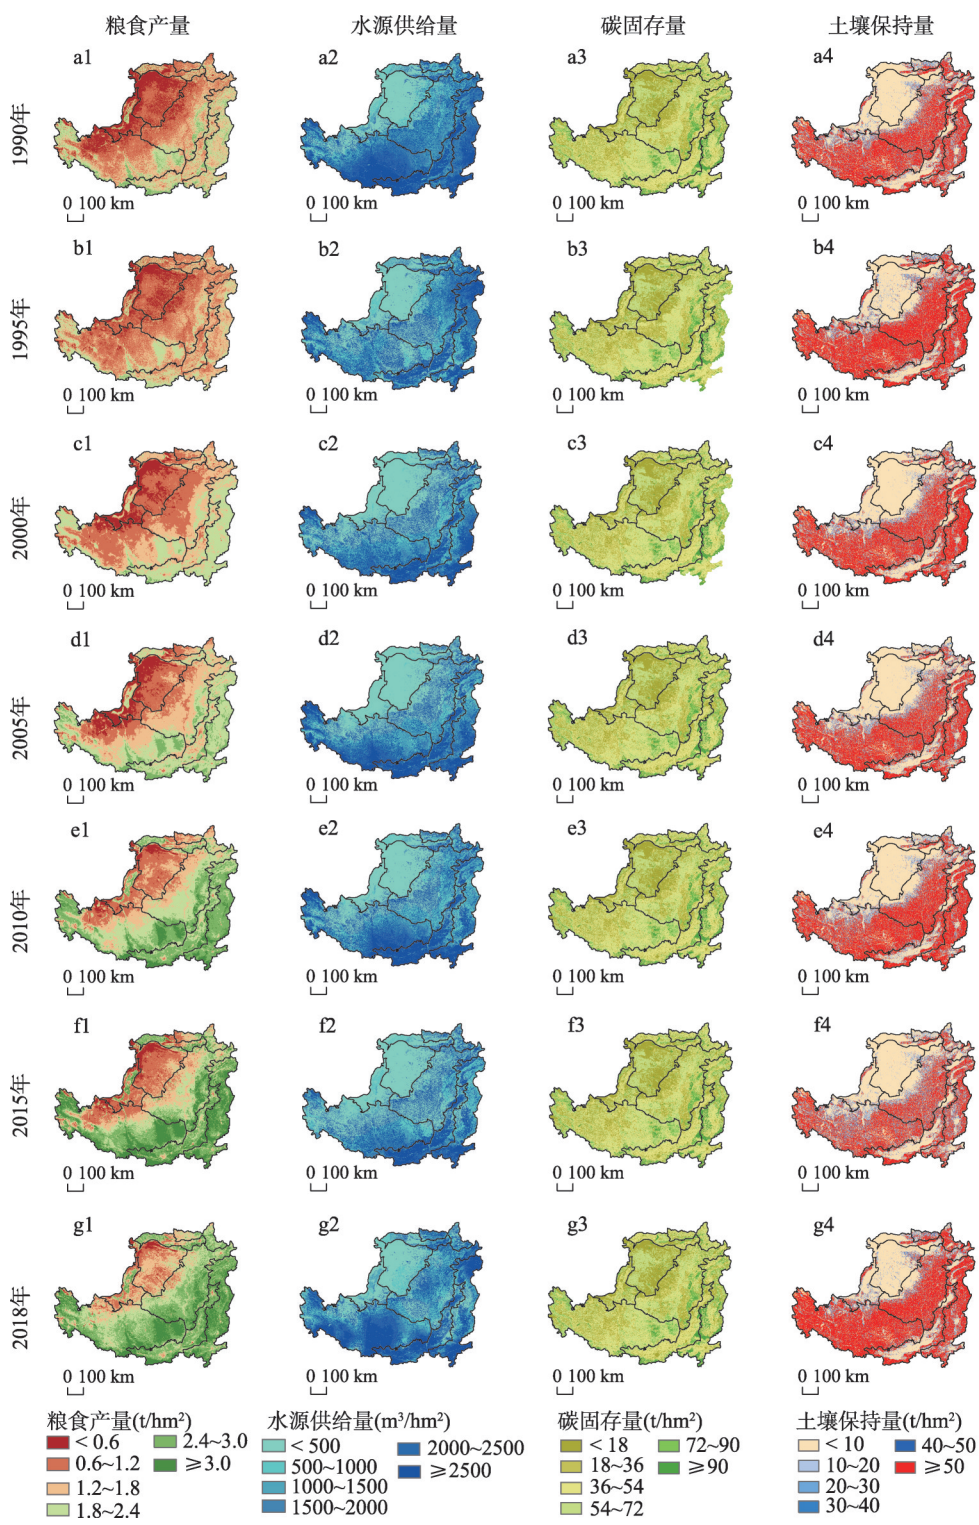 粮食产量 水源供给量 碳固存量 土壤保持量
a1 a2 a3 a4
1990年
0 100 km 0 100 km 0 100 km 0 100 km
b1 b2 b3 b4
1995年
0 100 km 0 100 km 0 100 km 0 100 km
c1 c2 c3 c4
2000年
0 100 km 0 100 km 0 100 km 0 100 km
d1 d2 d3 d4
2005年
0 100 km 0 100 km 0 100 km 0 100 km
e1 e2 e3 e4
2010年
0 100 km 0 100 km 0 100 km 0 100 km
f1 f2 f3 f4
2015年
0 100 km 0 100 km 0 100 km 0 100 km
g1 g2 g3 g4
2018年
0 100 km 0 100 km 0 100 km 0 100 km
粮食产量(t/hm²)
< 0.6
0.6~1.2
1.2~1.8
1.8~2.4
2.4~3.0
≥3.0
水源供给量(m³/hm²)
< 500
500~1000
1000~1500
1500~2000
2000~2500
≥2500
碳固存量(t/hm²)
< 18
18~36
36~54
54~72
72~90
≥90
土壤保持量(t/hm²)
< 10
10~20
20~30
30~40
40~50
≥50